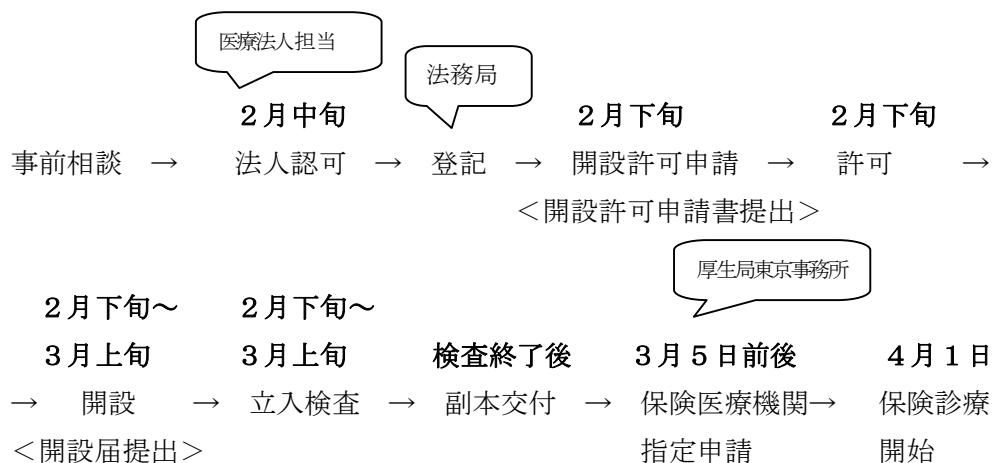 医療法人担当
法務局
２月中旬 ２月下旬 ２月下旬
事前相談 → 法人認可 → 登記 → 開設許可申請 → 許可 →
＜開設許可申請書提出＞
厚生局東京事務所
２月下旬～ ２月下旬～
３月上旬 ３月上旬 検査終了後 ３月５日前後 ４月１日
→ 開設 → 立入検査 → 副本交付 → 保険医療機関→ 保険診療
＜開設届提出＞ 指定申請 開始